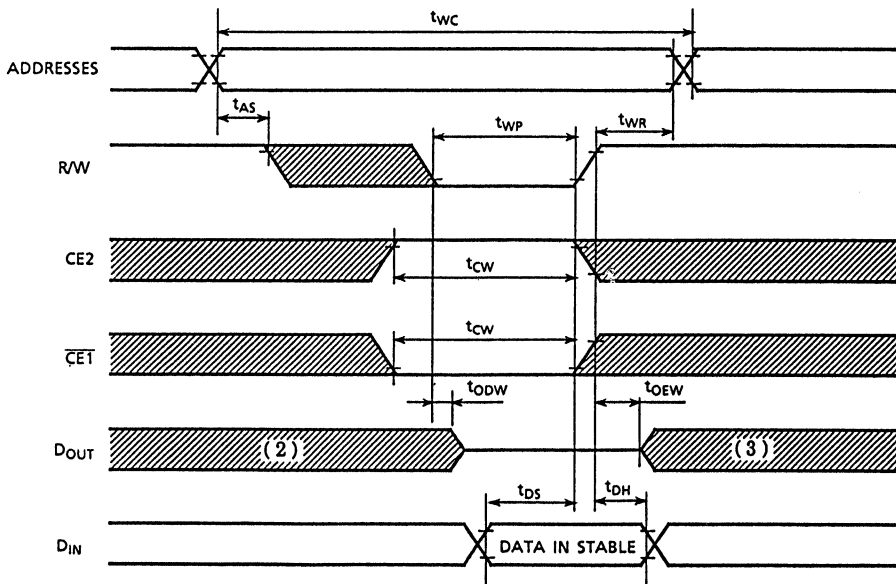 tWC
ADDRESSES
tAS
tWP
tWR
R/W
CE2
tCW
tCW
CE1
tODW
tOEW
DOUT
(2)
(3)
tDS
tDH
DIN
DATA IN STABLE